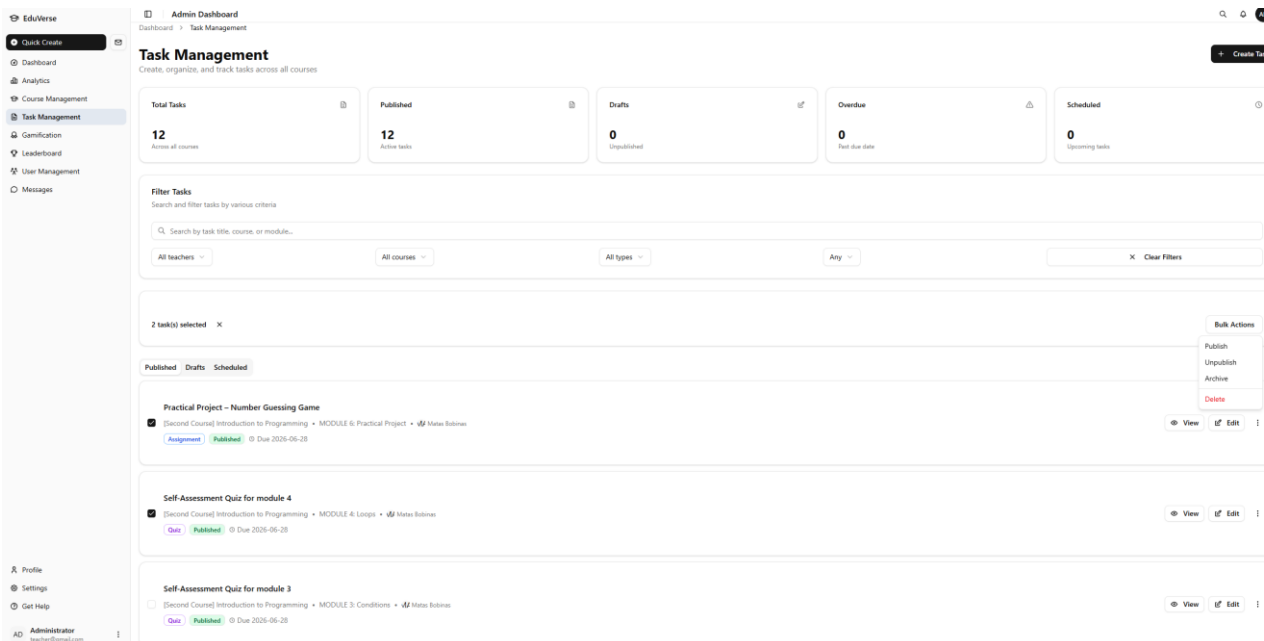 EduVerse
Quick Create
Dashboard
Analytics
Course Management
Task Management
Gamification
Leaderboard
User Management
Messages
Profile
Settings
Get Help
AD
Administrator
teacher@gmail.com
Admin Dashboard
Dashboard > Task Management
Task Management
Create, organize, and track tasks across all courses
+ Create Tas
Total Tasks
12
Across all courses
Published
12
Active tasks
Drafts
0
Unpublished
Overdue
0
Past due date
Scheduled
0
Upcoming tasks
Filter Tasks
Search and filter tasks by various criteria
Search by task title, course, or module...
All teachers
All courses
All types
Any
Clear Filters
2 task(s) selected
Bulk Actions
Publish
Unpublish
Archive
Delete
Published Drafts Scheduled
Practical Project – Number Guessing Game
[Second Course] Introduction to Programming • MODULE 6: Practical Project • Matas Bobinas
Assignment Published Due 2026-06-28
View Edit
Self-Assessment Quiz for module 4
[Second Course] Introduction to Programming • MODULE 4: Loops • Matas Bobinas
Quiz Published Due 2026-06-28
View Edit
Self-Assessment Quiz for module 3
[Second Course] Introduction to Programming • MODULE 3: Conditions • Matas Bobinas
Quiz Published Due 2026-06-28
View Edit